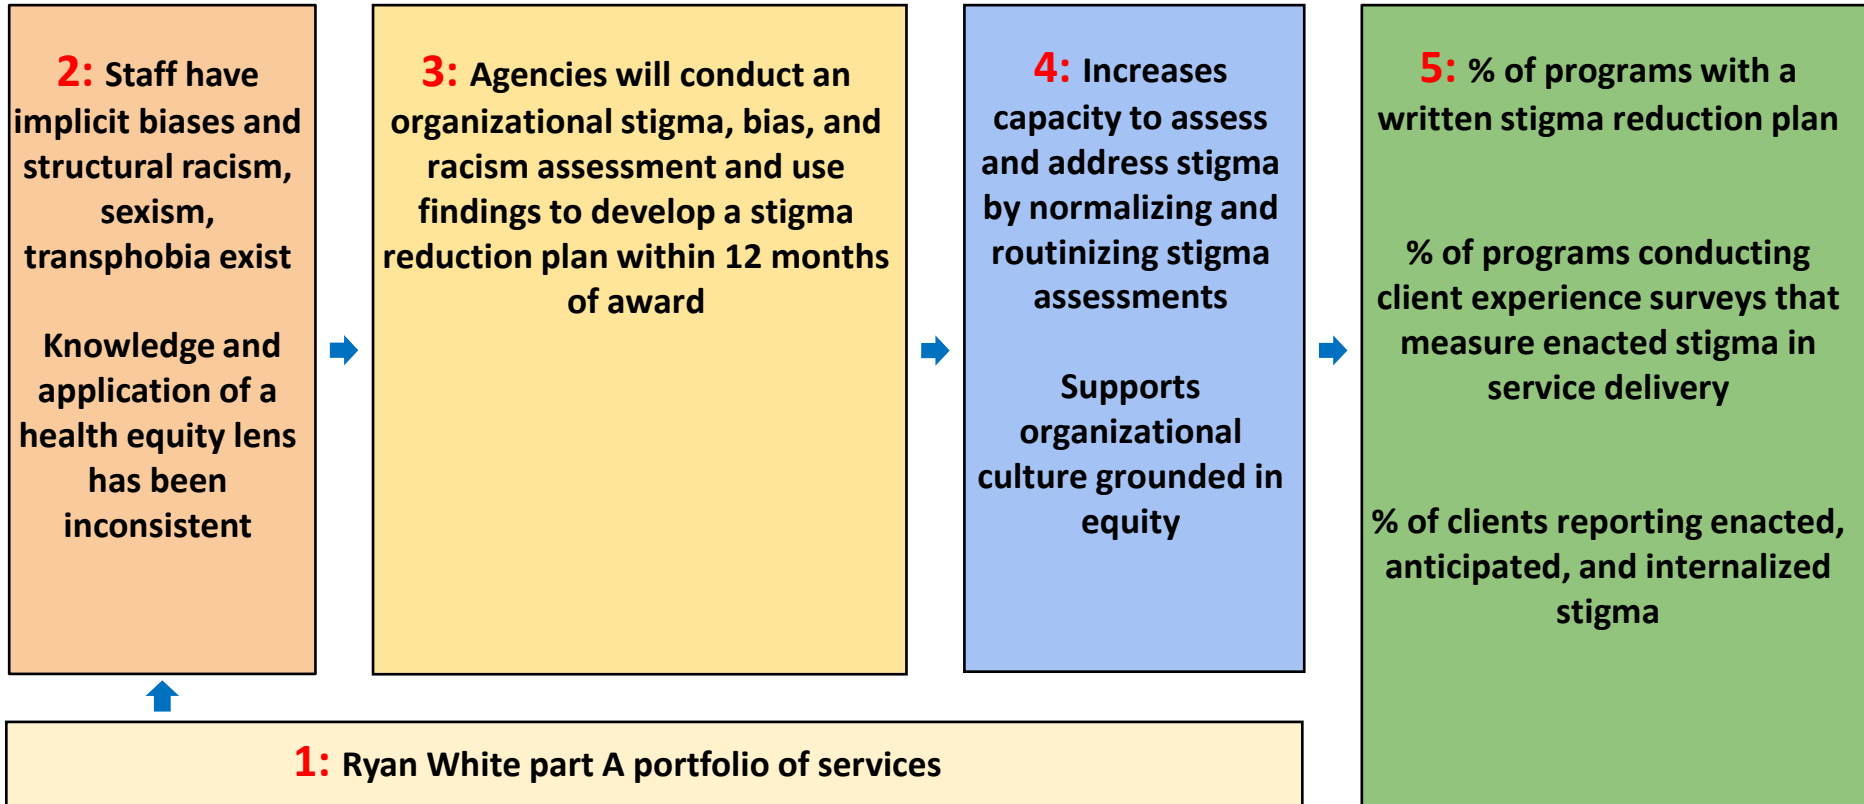 2: Staff have
implicit biases and
structural racism,
sexism,
transphobia exist
Knowledge and
application of a
health equity lens
has been
inconsistent
3: Agencies will conduct an
organizational stigma, bias, and
racism assessment and use
findings to develop a stigma
reduction plan within 12 months
of award
4: Increases
capacity to assess
and address stigma
by normalizing and
routinizing stigma
assessments
Supports
organizational
culture grounded in
equity
5: % of programs with a
written stigma reduction plan
% of programs conducting
client experience surveys that
measure enacted stigma in
service delivery
% of clients reporting enacted,
anticipated, and internalized
stigma
1: Ryan White part A portfolio of services